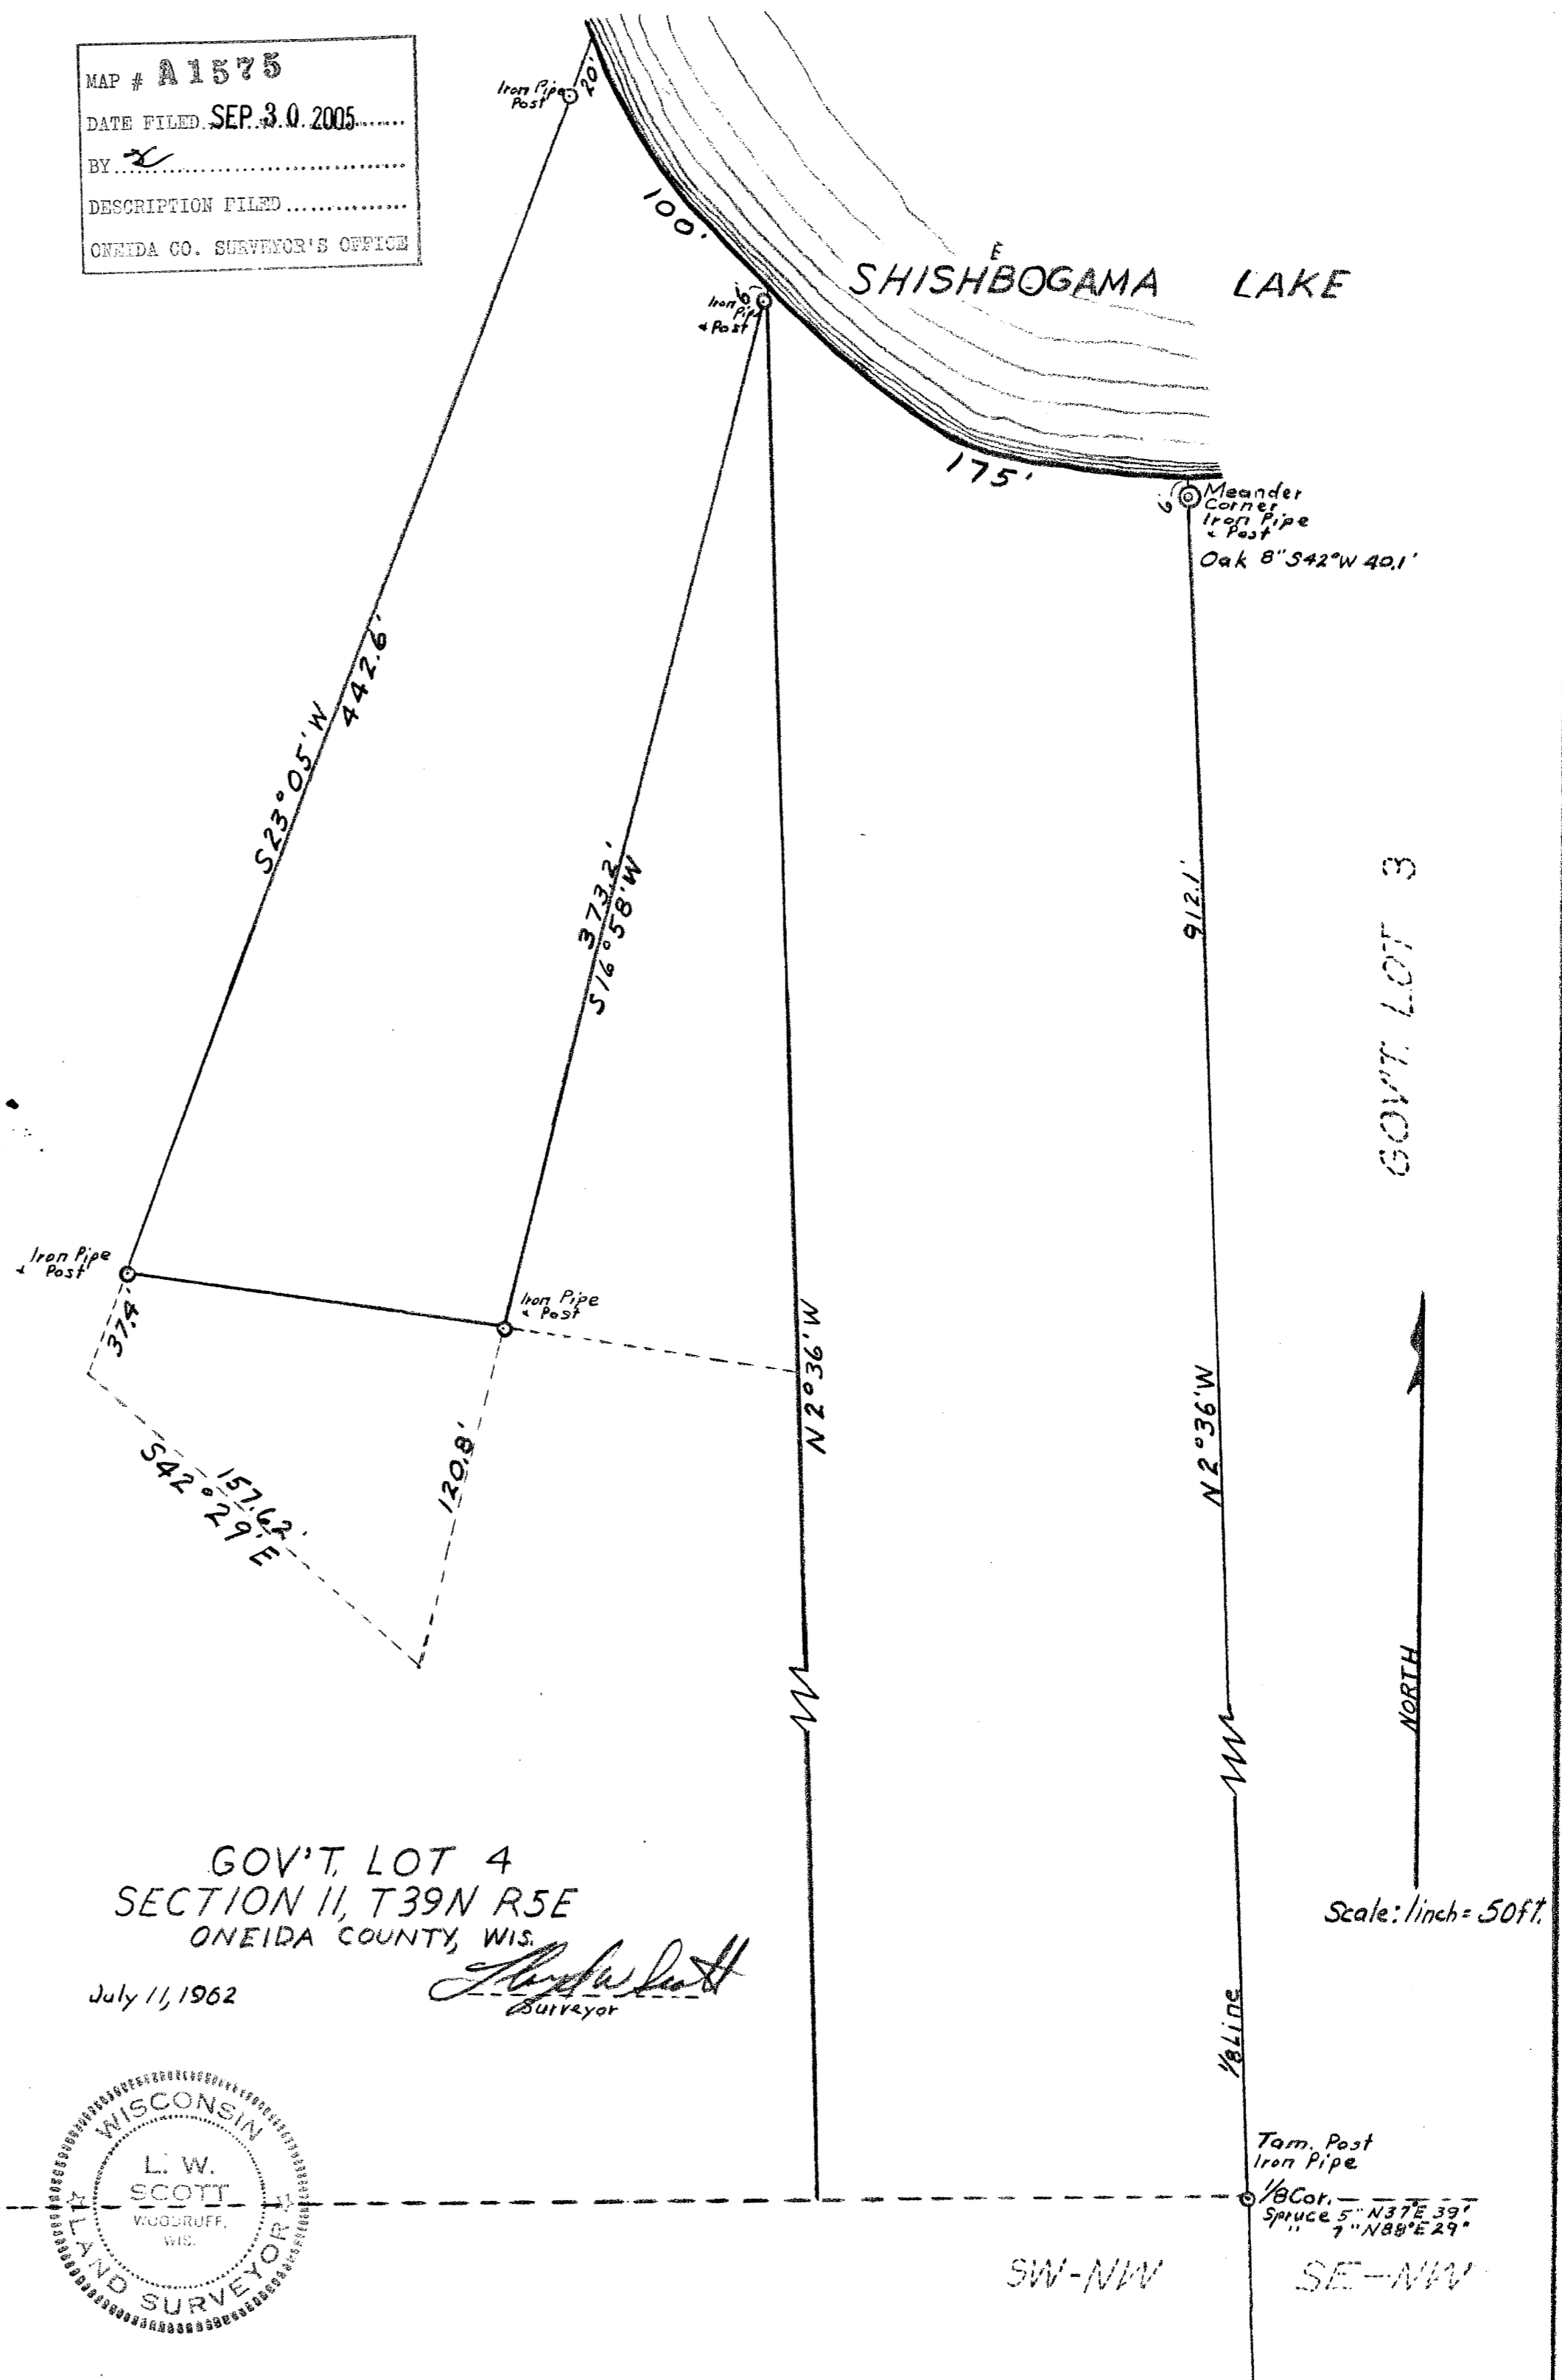 MAP # A1575
DATE FILED SEP 30 2005
BY
DESCRIPTION FILED
ONEIDA CO. SURVEYOR'S OFFICE
Iron Pipe
Post
20'
100'
E
SHISHBOGAMA LAKE
6'
Iron Pipe
& Post
175'
6'
Meander
Corner
Iron Pipe
& Post
Oak 8" S42°W 40.1'
S23°05'W
442.6'
373.2'
S16°58'W
912.1'
GOV'T. LOT 3
Iron Pipe
& Post
37.4'
Iron Pipe
& Post
N2°36'W
N2°36'W
157.62'
S42°29'E
120.8'
NORTH
Scale: 1inch = 50ft.
GOV'T. LOT 4
SECTION 11, T39N R5E
ONEIDA COUNTY, WIS.
July 11, 1962
Lloyd W Scott
Surveyor
1/8 Line
WISCONSIN
L. W.
SCOTT
WOODRUFF,
WIS.
LAND SURVEYOR
Tam. Post
Iron Pipe
1/8 Cor.
Spruce 5" N37°E 39'
" 7" N88°E 29"
SW-NW
SE-NW